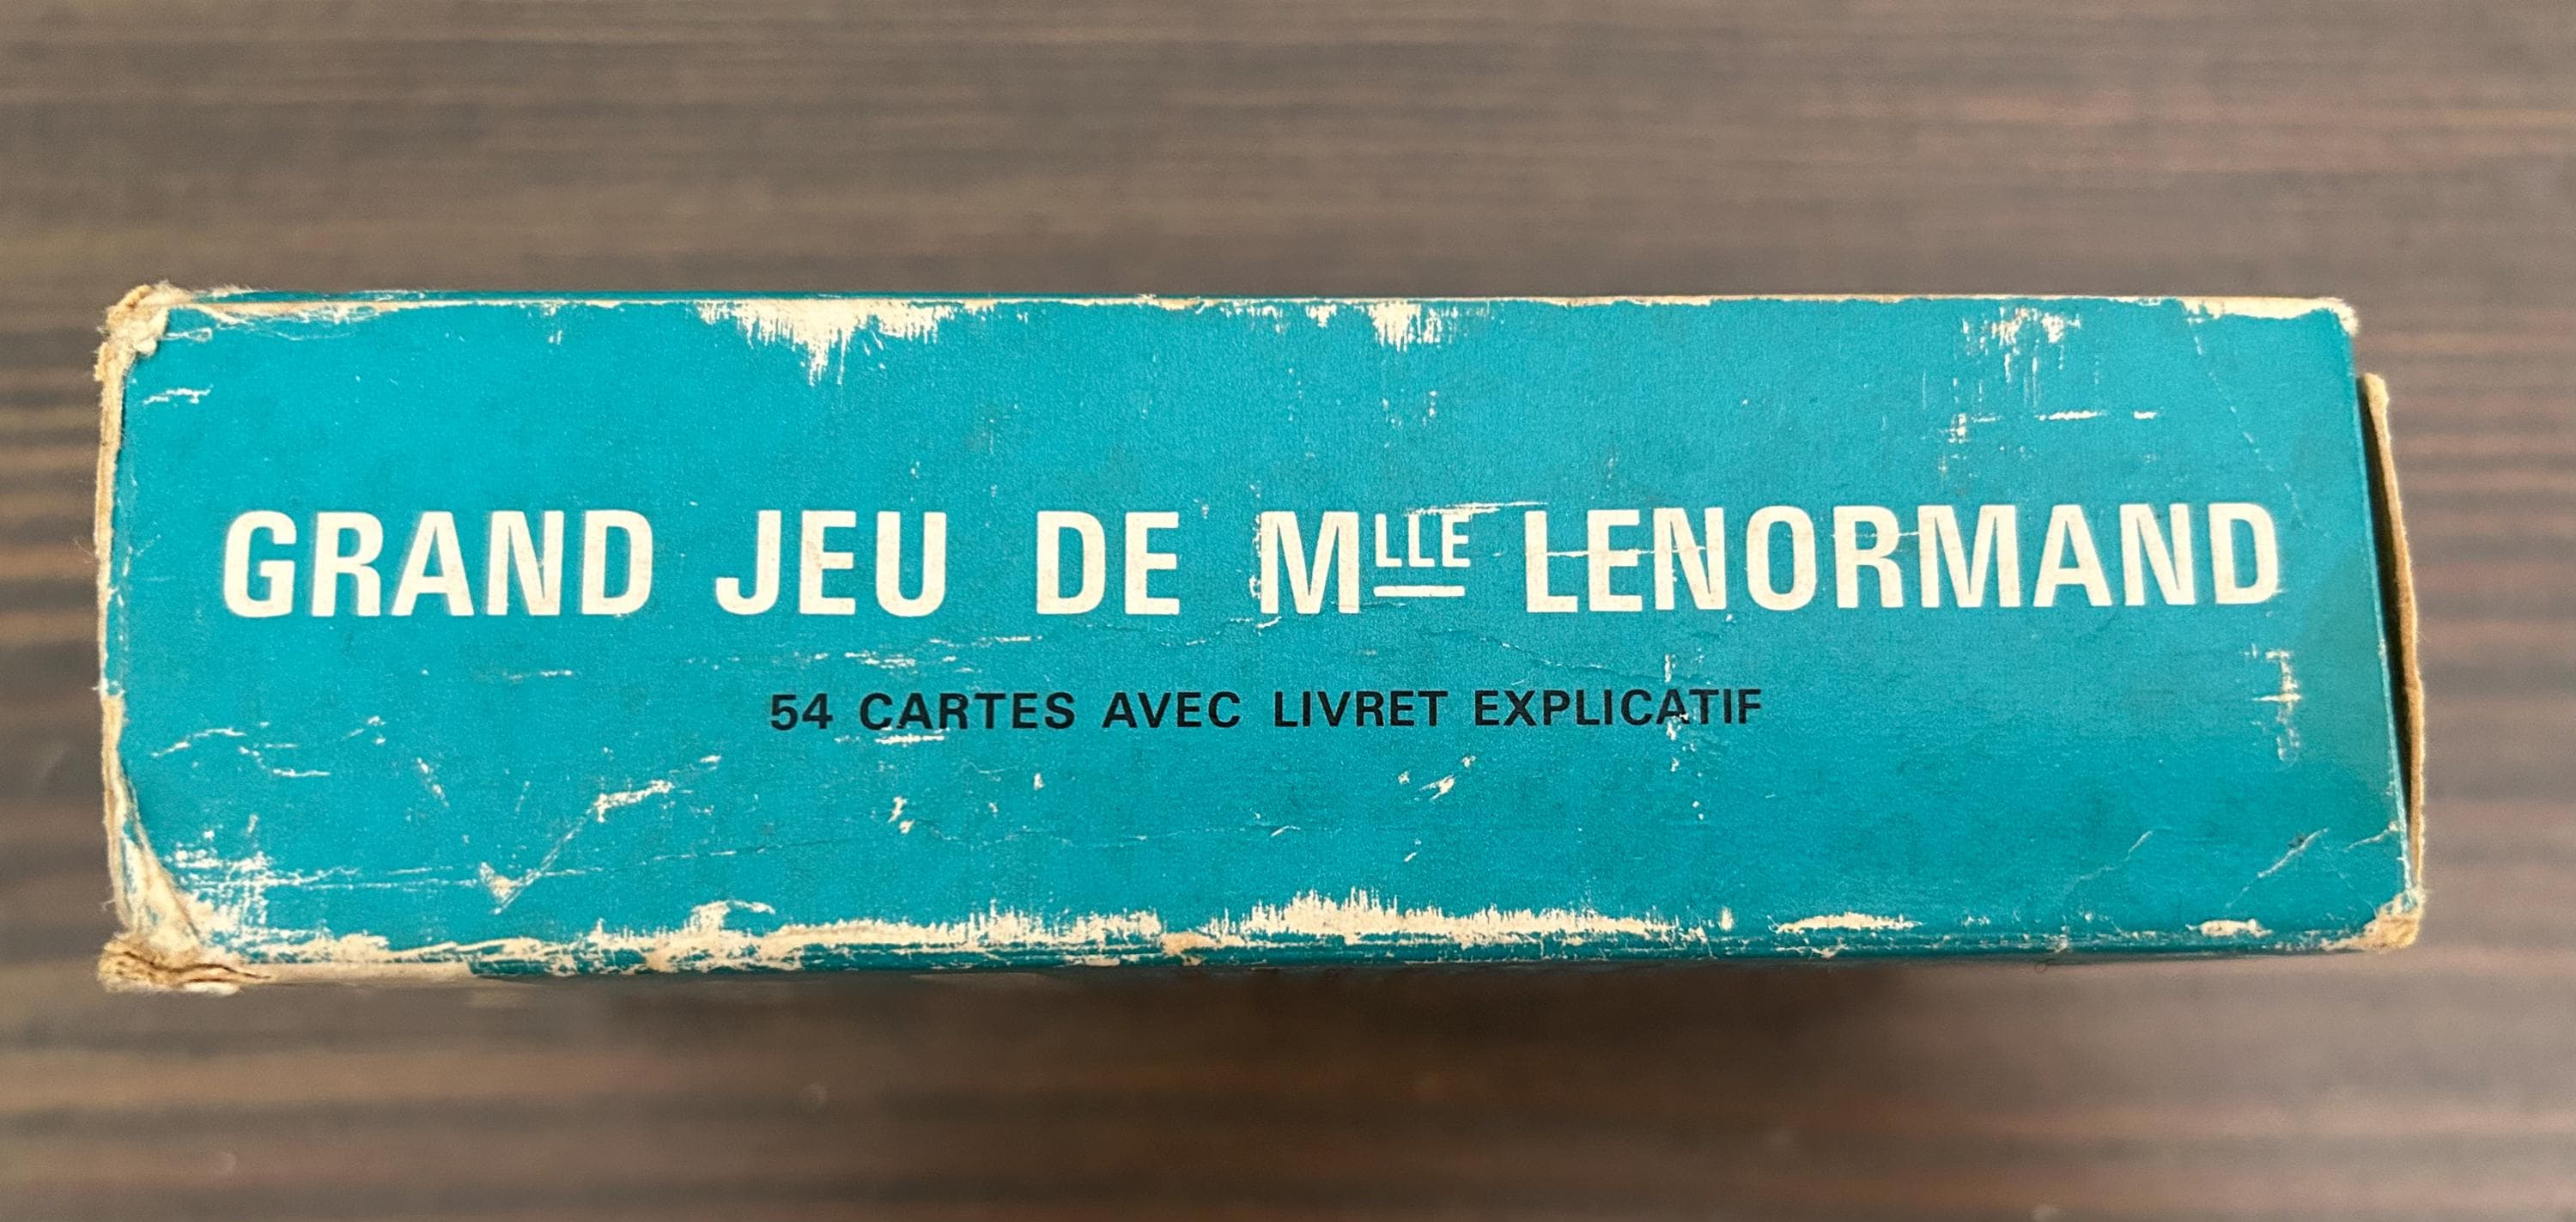 GRAND JEU DE MLLE LENORMAND
54 CARTES AVEC LIVRET EXPLICATIF